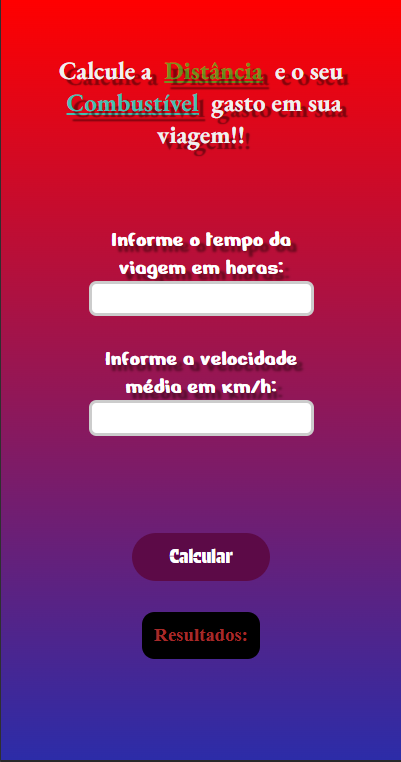 Calcule a Distância e o seu
Combustível gasto em sua
viagem!!
Informe o tempo da
viagem em horas:
Informe a velocidade
média em km/h:
Calcular
Resultados: